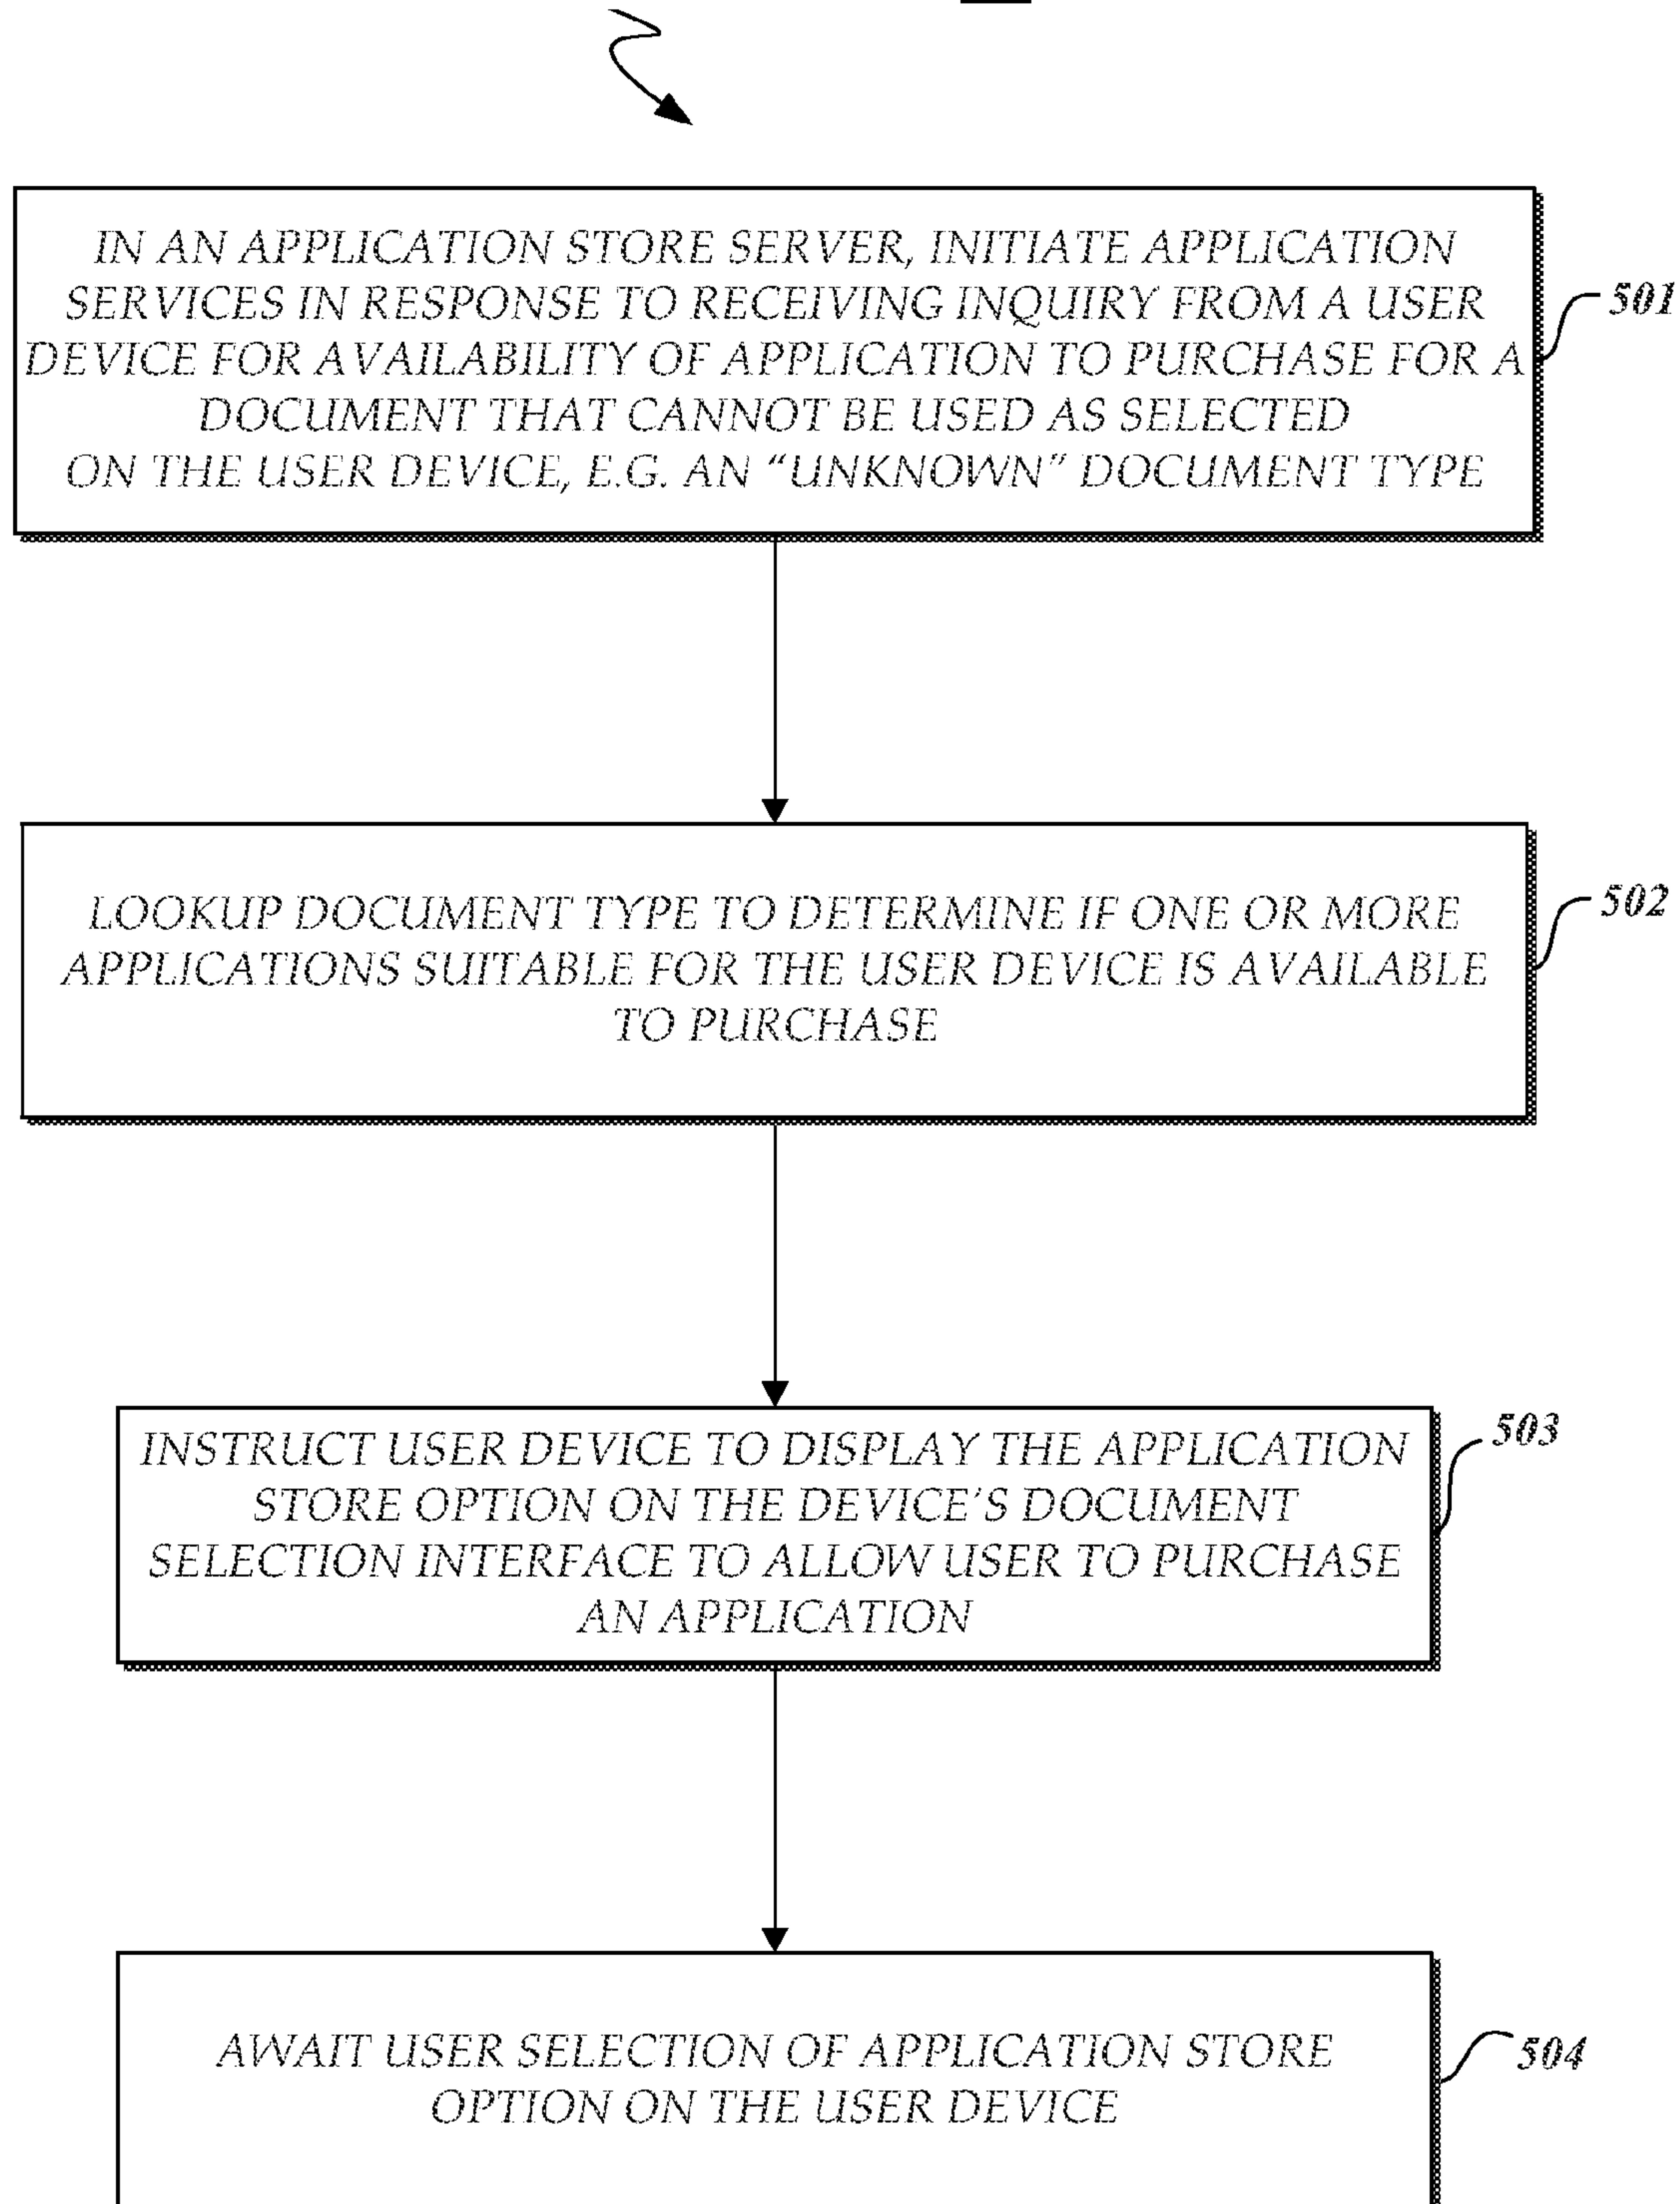 IN AN APPLICATION STORE SERVER, INITIATE APPLICATION
SERVICES IN RESPONSE TO RECEIVING INQUIRY FROM A USER
DEVICE FOR AVAILABILITY OF APPLICATION TO PURCHASE FOR A
DOCUMENT THAT CANNOT BE USED AS SELECTED
ON THE USER DEVICE, E.G. AN “UNKNOWN” DOCUMENT TYPE
501
LOOKUP DOCUMENT TYPE TO DETERMINE IF ONE OR MORE
APPLICATIONS SUITABLE FOR THE USER DEVICE IS AVAILABLE
TO PURCHASE
502
INSTRUCT USER DEVICE TO DISPLAY THE APPLICATION
STORE OPTION ON THE DEVICE’S DOCUMENT
SELECTION INTERFACE TO ALLOW USER TO PURCHASE
AN APPLICATION
503
AWAIT USER SELECTION OF APPLICATION STORE
OPTION ON THE USER DEVICE
504